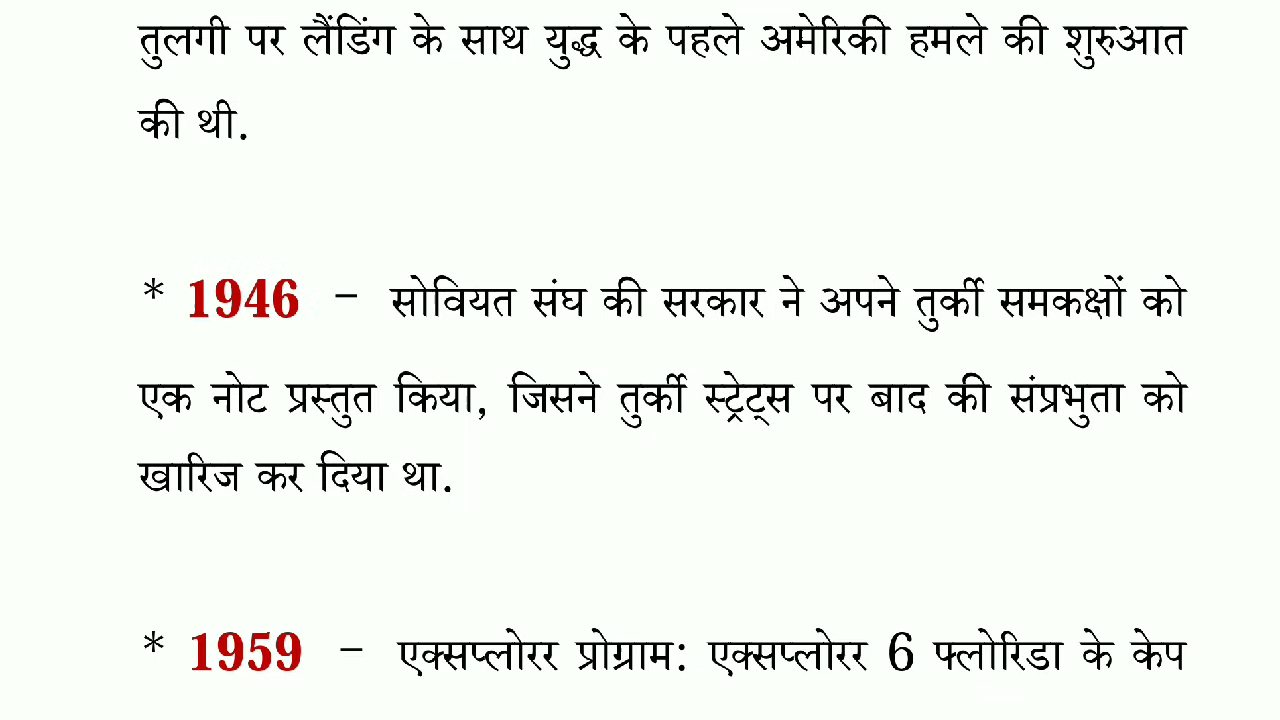 तुलगी पर लैंडिंग के साथ युद्ध के पहले अमेरिकी हमले की शुरुआत
की थी.
* 1946 - सोवियत संघ की सरकार ने अपने तुर्की समकक्षों को
एक नोट प्रस्तुत किया, जिसने तुर्की स्ट्रेट्स पर बाद की संप्रभुता को
खारिज कर दिया था.
* 1959 - एक्सप्लोरर प्रोग्राम: एक्सप्लोरर 6 फ्लोरिडा के केप